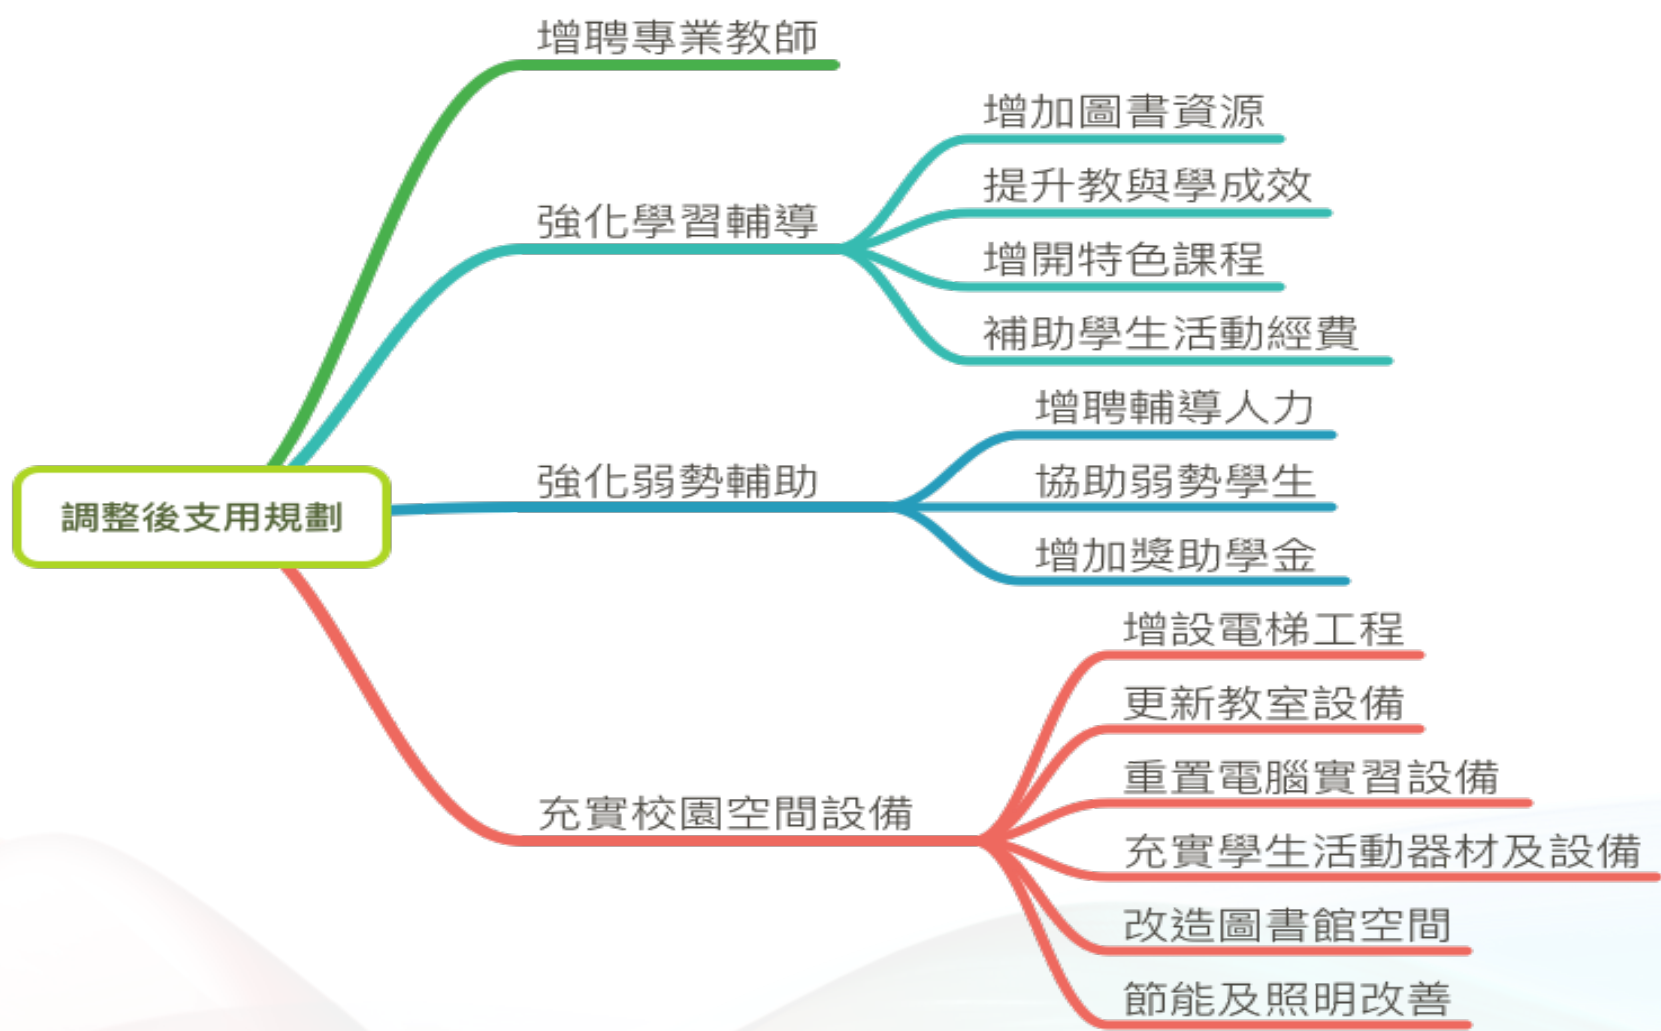 增聘專業教師
增加圖書資源
提升教與學成效
強化學習輔導
增開特色課程
補助學生活動經費
增聘輔導人力
強化弱勢輔助
協助弱勢學生
調整後支用規劃
增加獎助學金
增設電梯工程
更新教室設備
重置電腦實習設備
充實校園空間設備
充實學生活動器材及設備
改造圖書館空間
節能及照明改善